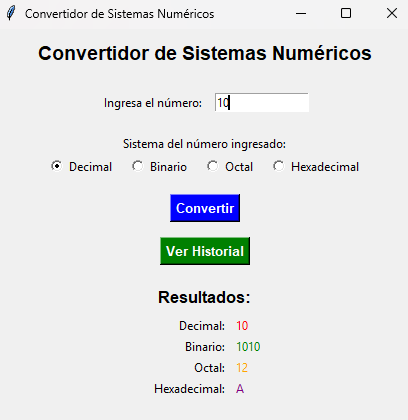 Convertidor de Sistemas Numéricos
Convertidor de Sistemas Numéricos
Ingresa el número: 10
Sistema del número ingresado:
Decimal Binario Octal Hexadecimal
Convertir
Ver Historial
Resultados:
Decimal: 10
Binario: 1010
Octal: 12
Hexadecimal: A